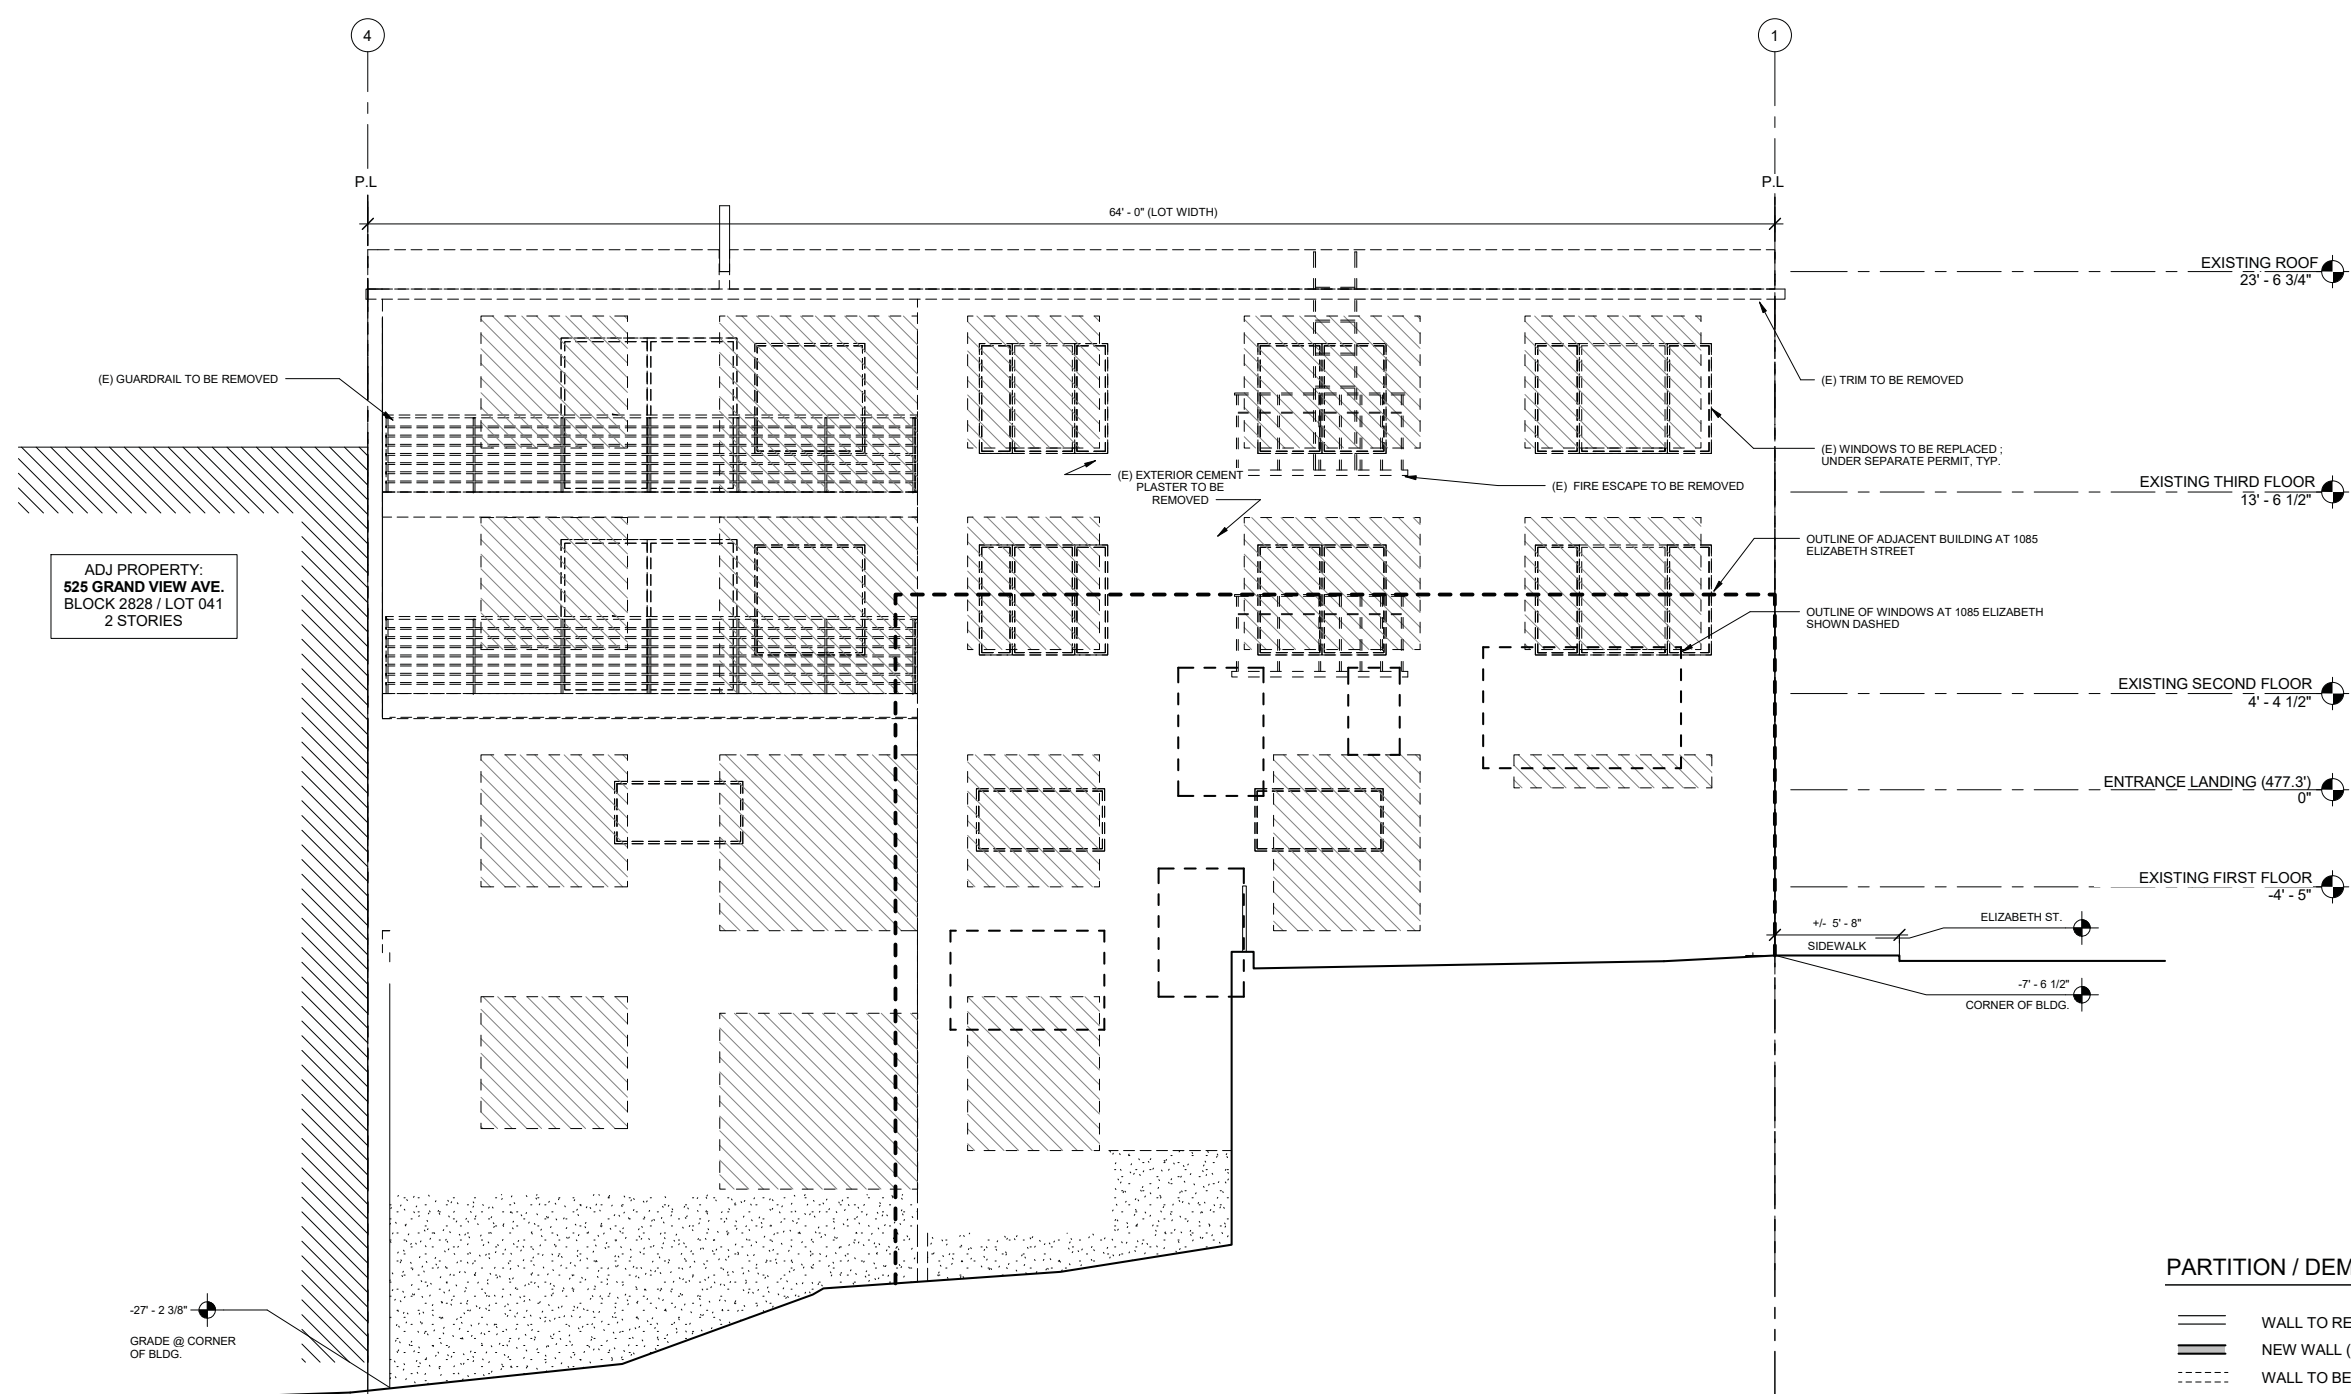 4
1
P.L
P.L
64' - 0" (LOT WIDTH)
EXISTING ROOF
23' - 6 3/4"
(E) GUARDRAIL TO BE REMOVED
(E) TRIM TO BE REMOVED
(E) WINDOWS TO BE REPLACED ;
UNDER SEPARATE PERMIT, TYP.
(E) EXTERIOR CEMENT
PLASTER TO BE
REMOVED
(E) FIRE ESCAPE TO BE REMOVED
EXISTING THIRD FLOOR
13' - 6 1/2"
OUTLINE OF ADJACENT BUILDING AT 1085
ELIZABETH STREET
ADJ PROPERTY:
525 GRAND VIEW AVE.
BLOCK 2828 / LOT 041
2 STORIES
OUTLINE OF WINDOWS AT 1085 ELIZABETH
SHOWN DASHED
EXISTING SECOND FLOOR
4' - 4 1/2"
ENTRANCE LANDING (477.3')
0"
EXISTING FIRST FLOOR
-4' - 5"
+/- 5' - 8"
ELIZABETH ST.
SIDEWALK
-7' - 6 1/2"
CORNER OF BLDG.
-27' - 2 3/8"
GRADE @ CORNER
OF BLDG.
PARTITION / DEM
WALL TO RE
NEW WALL (
WALL TO BE